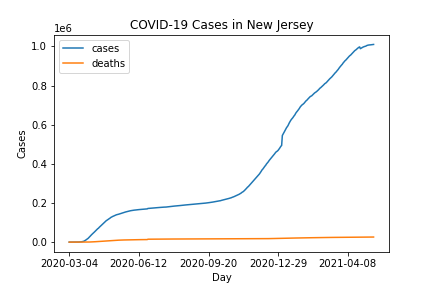 COVID-19 Cases in New Jersey
1e6
cases
deaths
1.0
0.8
0.6
0.4
0.2
0.0
Cases
2020-03-04 2020-06-12 2020-09-20 2020-12-29 2021-04-08
Day